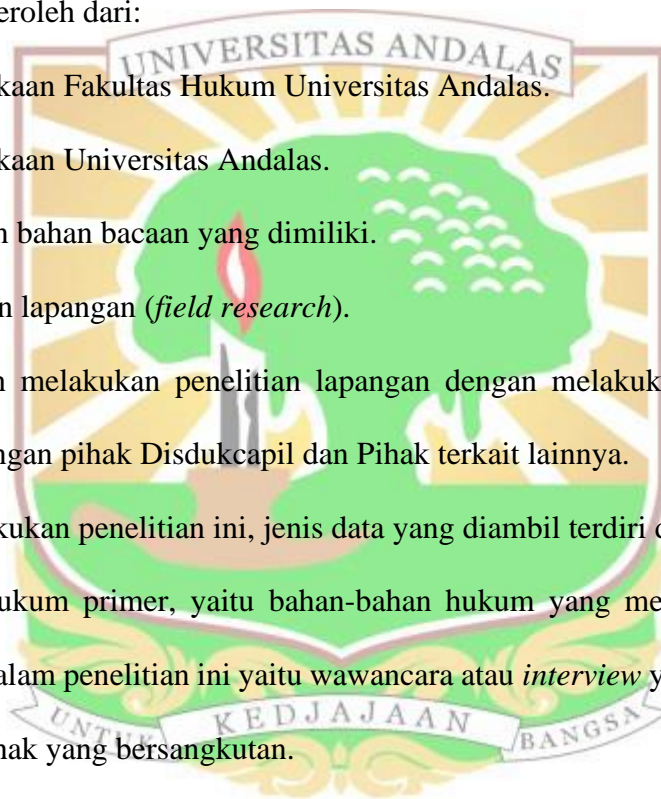 eroleh dari:
UNIVERSITAS ANDALAS
kaan Fakultas Hukum Universitas Andalas.
kaan Universitas Andalas.
n bahan bacaan yang dimiliki.
n lapangan (field research).
n melakukan penelitian lapangan dengan melakuk
ngan pihak Disdukcapil dan Pihak terkait lainnya.
kukan penelitian ini, jenis data yang diambil terdiri d
ukum primer, yaitu bahan-bahan hukum yang me
alam penelitian ini yaitu wawancara atau interview y
UNTUK KEDJAJAAN BANGSA
nak yang bersangkutan.